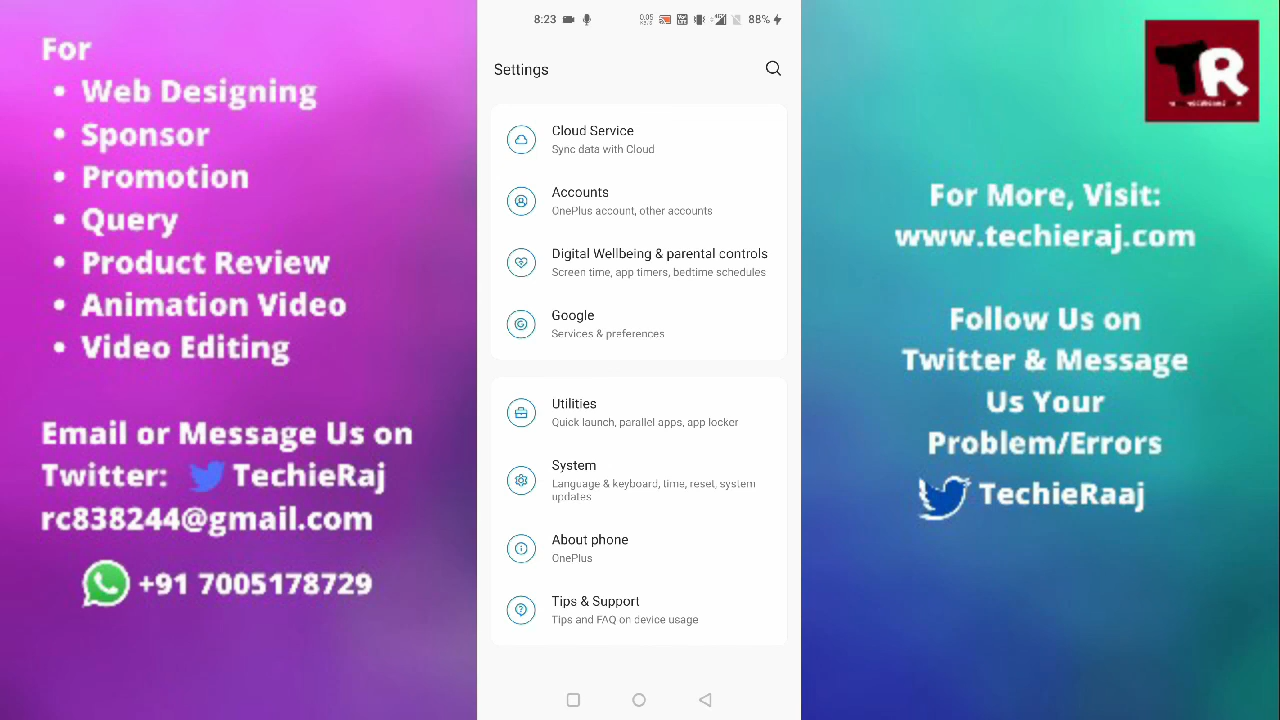 For
• Web Designing
• Sponsor
• Promotion
• Query
• Product Review
• Animation Video
• Video Editing
Email or Message Us on
Twitter: TechieRaj
rc838244@gmail.com
+91 7005178729
8:23
88%
Settings
Cloud Service
Sync data with Cloud
Accounts
OnePlus account, other accounts
Digital Wellbeing & parental controls
Screen time, app timers, bedtime schedules
Google
Services & preferences
Utilities
Quick launch, parallel apps, app locker
System
Language & keyboard, time, reset, system
updates
About phone
OnePlus
Tips & Support
Tips and FAQ on device usage
TR
For More, Visit:
www.techieraj.com
Follow Us on
Twitter & Message
Us Your
Problem/Errors
TechieRaaj